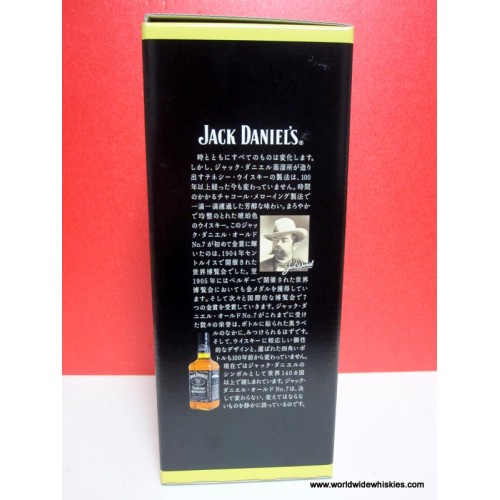 JACK DANIEL'S®
時とともにすべてのものは変化します。
しかし、ジャック・ダニエル蒸溜所が造り
出すテネシー・ウイスキーの製法は、100
年以上経った今も変わっていません。時間
のかかるチャコール・メローイング製法で
一滴一滴濾過した芳醇な味わい。まろやか
で均整のとれた琥珀色
のウイスキー。このジャッ
ク・ダニエル・オールド
No.7が初めて金賞に輝
いたのは、1904年セント
ルイスで開催された
世界博覧会でした。翌
1905年にはベルギーで開催された世界
博覧会においても金メダルを獲得してい
ます。そして次々と国際的な博覧会で7
つの金賞を受賞していきます。ジャック・ダ
ニエル・オールドNo.7がこれまでに受け
た数々の栄誉は、ボトルに貼られた黒ラベ
ルのなかに、みつけられるはずです。
そして、ウイスキーに相応しい個性
的なデザインと、選ばれた四角いボ
トルも100年前から変わっていません。
現在ではジャック・ダニエルの
シンボルとして世界140ヵ国
以上で親しまれています。ジャック・
ダニエル・オールドNo.7は、決
して変わらない、変えてはならな
いものを静かに語っているのです。
www.worldwidewhiskies.com